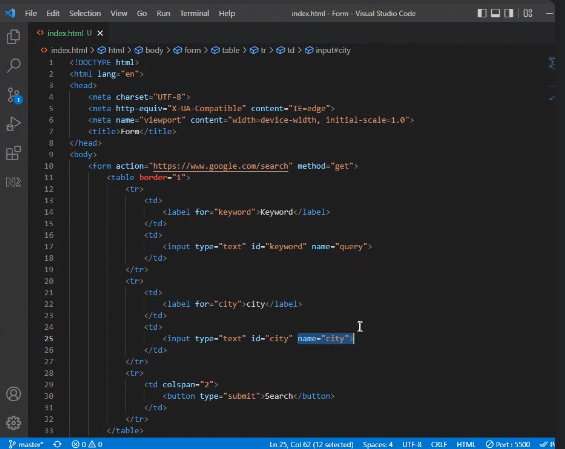 File Edit Selection View Go Run Terminal Help index.html - Form - Visual Studio Code
index.html U
index.html > html > body > form > table > tr > td > input#city
1 <!DOCTYPE html>
2 <html lang="en">
3 <head>
4 <meta charset="UTF-8">
5 <meta http-equiv="X-UA-Compatible" content="IE=edge">
6 <meta name="viewport" content="width=device-width, initial-scale=1.0">
7 <title>Form</title>
8 </head>
9 <body>
10 <form action="https://www.google.com/search" method="get">
11 <table border="1">
12 <tr>
13 <td>
14 <label for="keyword">Keyword</label>
15 </td>
16 <td>
17 <input type="text" id="keyword" name="query">
18 </td>
19 </tr>
20 <tr>
21 <td>
22 <label for="city">city</label>
23 </td>
24 <td>
25 <input type="text" id="city" name="city">
26 </td>
27 </tr>
28 <tr>
29 <td colspan="2">
30 <button type="submit">Search</button>
31 </td>
32 </tr>
33 </table>
1
master* 0 0 Ln 25, Col 62 (12 selected) Spaces: 4 UTF-8 CRLF HTML Port : 5500